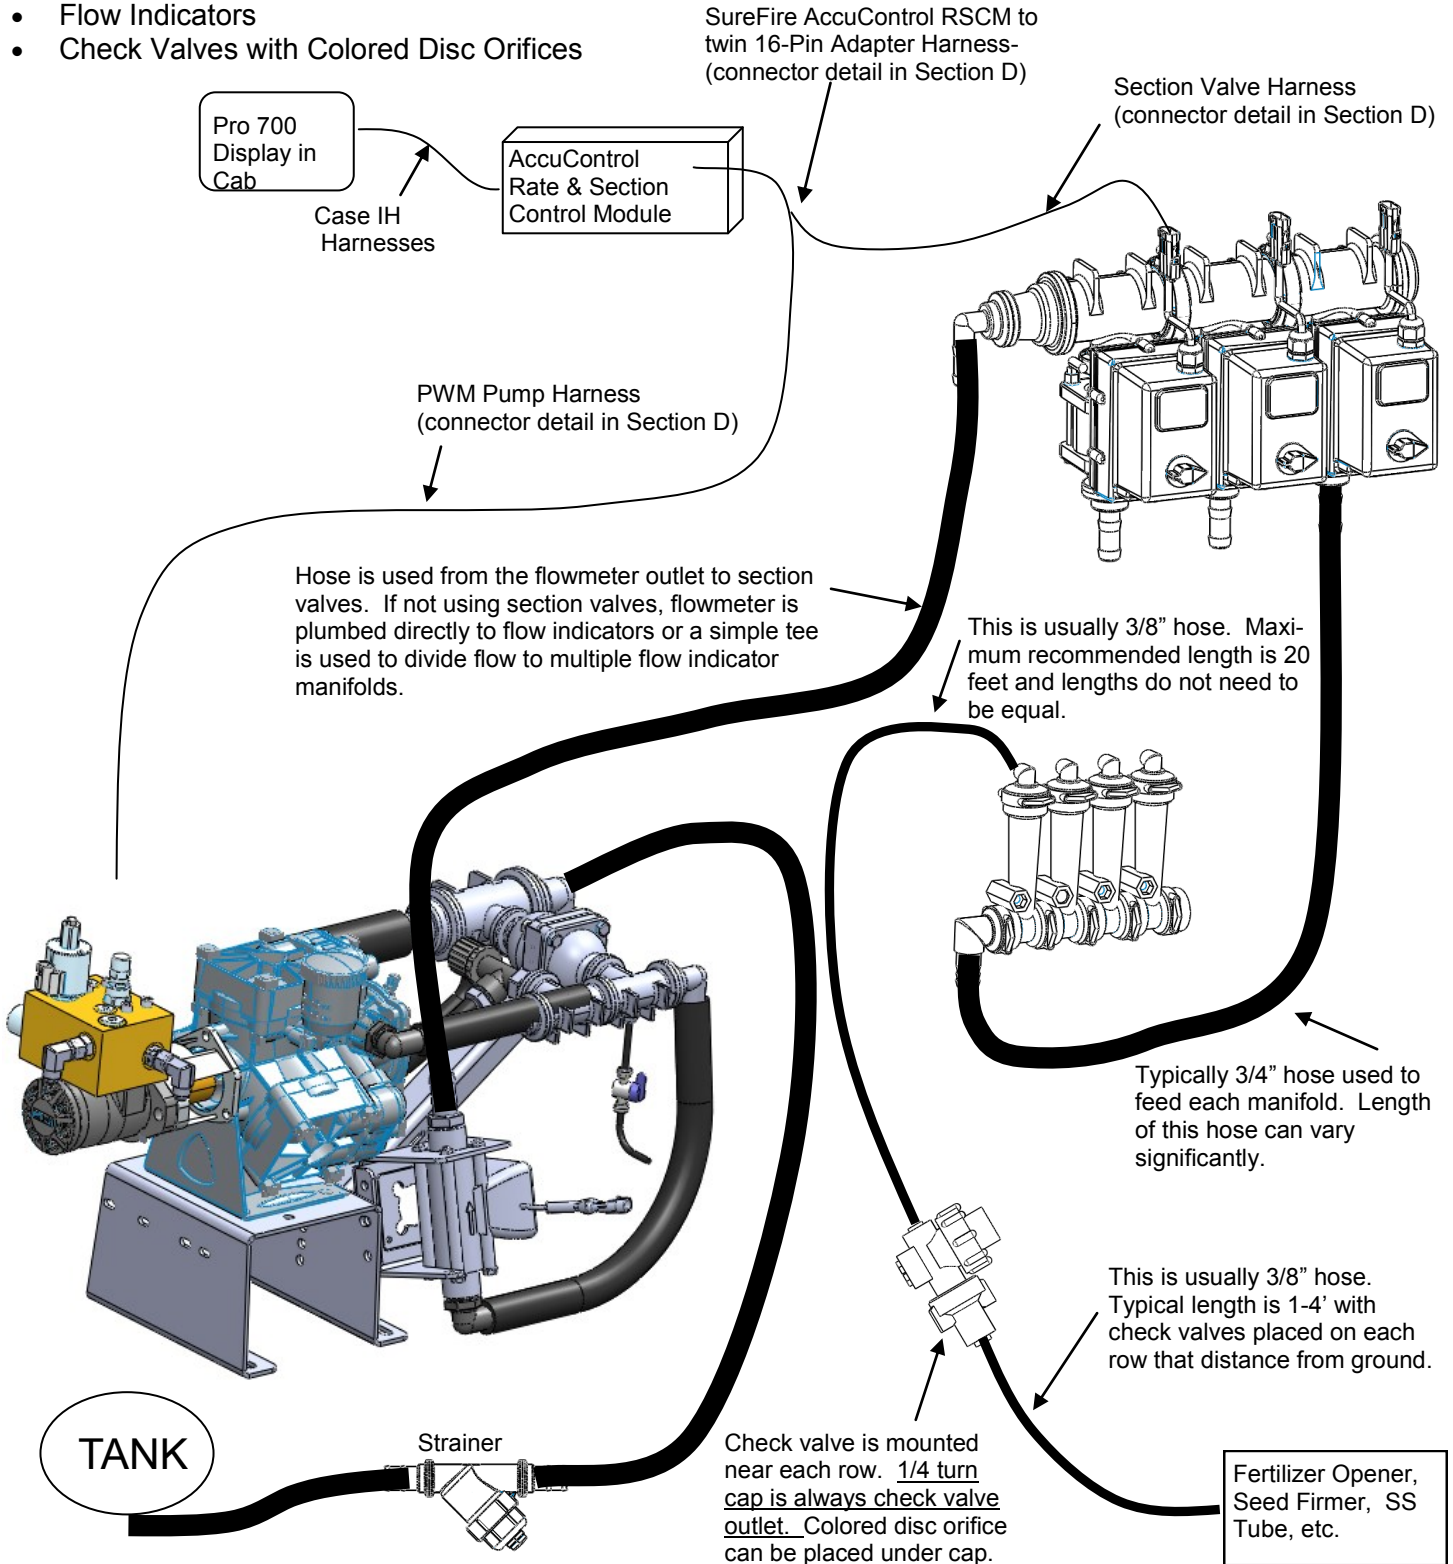 • Flow Indicators
• Check Valves with Colored Disc Orifices
SureFire AccuControl RSCM to
twin 16-Pin Adapter Harness-
(connector detail in Section D)
Section Valve Harness
(connector detail in Section D)
Pro 700
Display in
Cab
AccuControl
Rate & Section
Control Module
Case IH
Harnesses
PWM Pump Harness
(connector detail in Section D)
Hose is used from the flowmeter outlet to section
valves.  If not using section valves, flowmeter is
plumbed directly to flow indicators or a simple tee
is used to divide flow to multiple flow indicator
manifolds.
This is usually 3/8” hose.  Maxi-
mum recommended length is 20
feet and lengths do not need to
be equal.
Typically 3/4” hose used to
feed each manifold.  Length
of this hose can vary
significantly.
This is usually 3/8” hose.
Typical length is 1-4’ with
check valves placed on each
row that distance from ground.
TANK
Strainer
Check valve is mounted
near each row.  1/4 turn
cap is always check valve
outlet.  Colored disc orifice
can be placed under cap.
Fertilizer Opener,
Seed Firmer,  SS
Tube, etc.